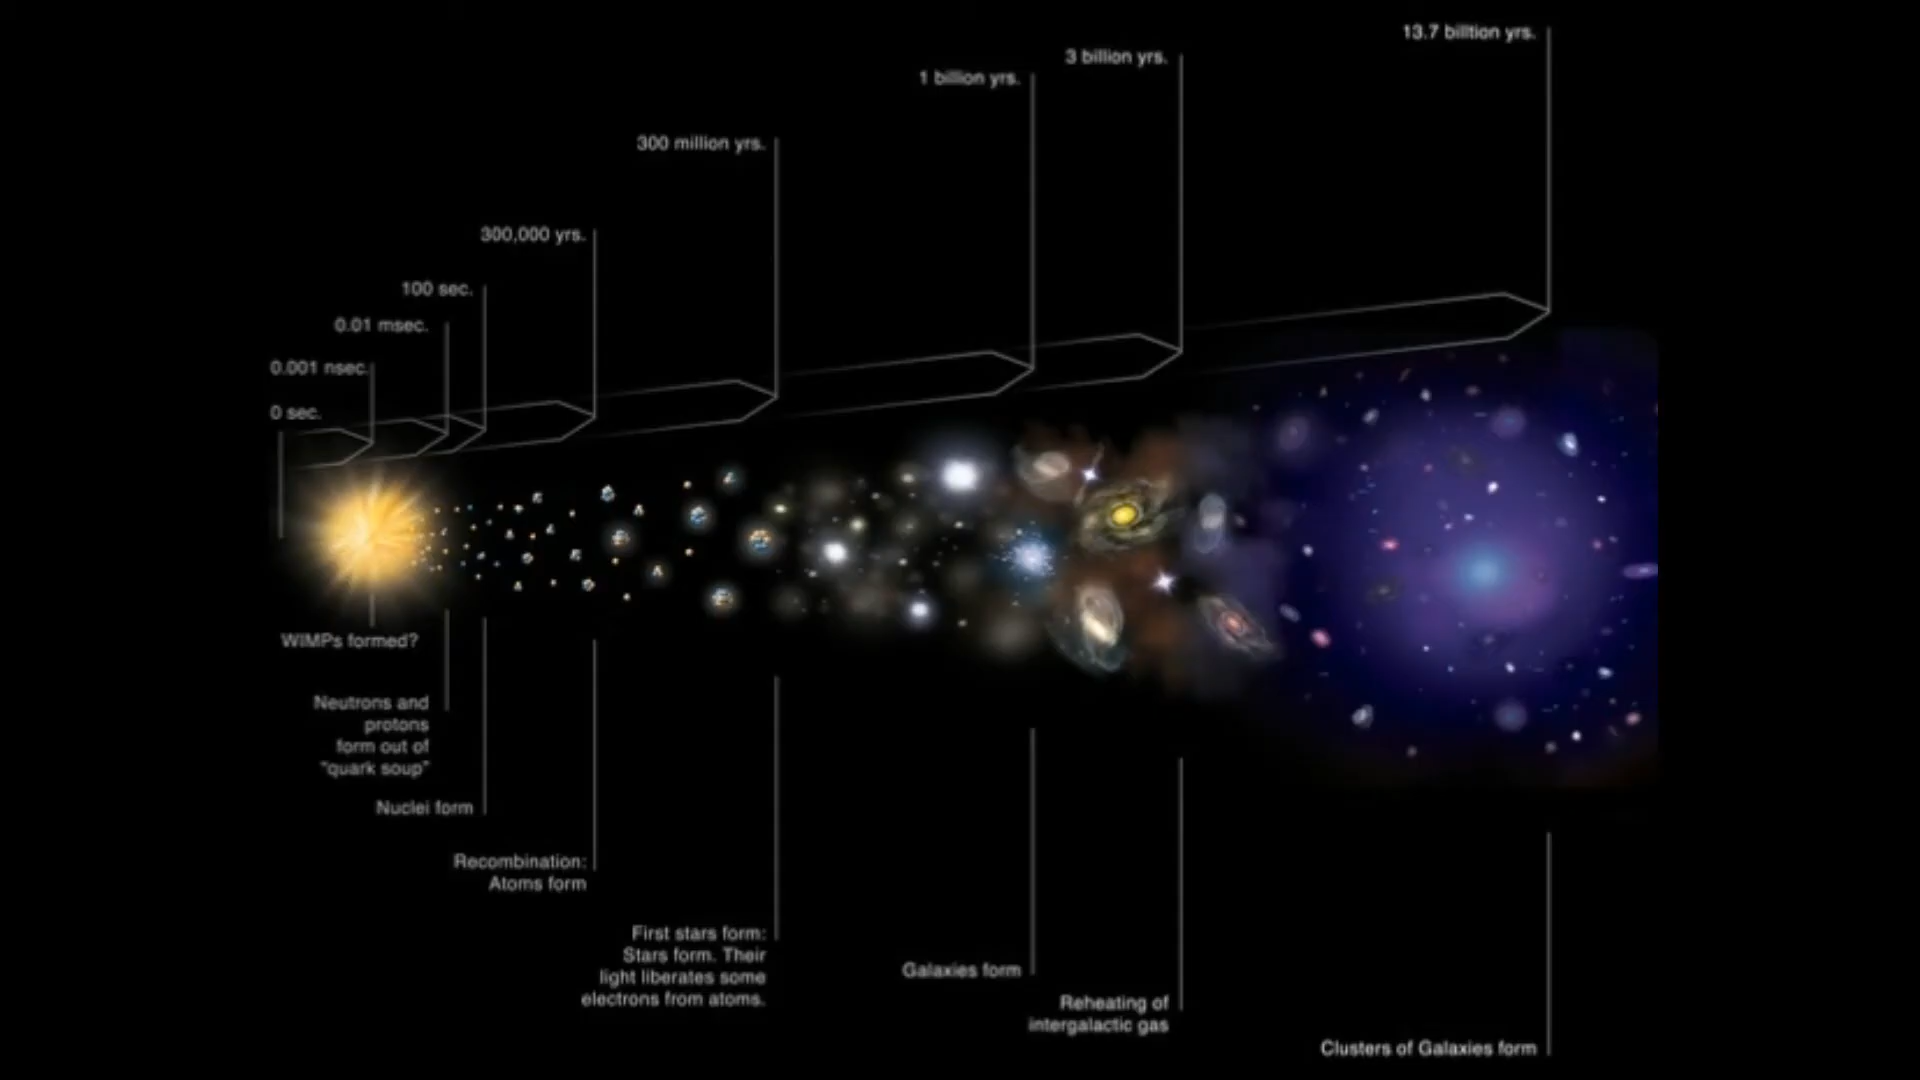 13.7 billtion yrs.
3 billion yrs.
1 billion yrs.
300 million yrs.
300,000 yrs.
100 sec.
0.01 msec.
0.001 nsec.
0 sec.
WIMPs formed?
Neutrons and
protons
form out of
"quark soup"
Nuclei form
Recombination:
Atoms form
First stars form:
Stars form. Their
light liberates some
electrons from atoms.
Galaxies form
Reheating of
intergalactic gas
Clusters of Galaxies form